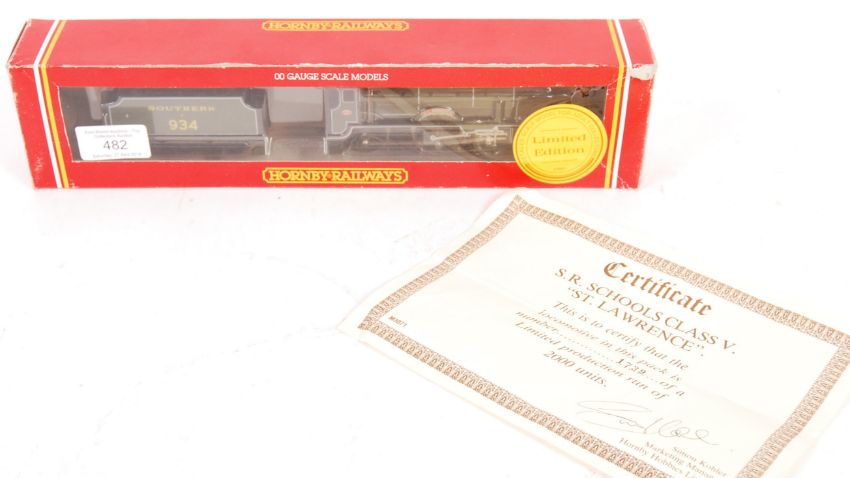 HORNBY RAILWAYS
00 GAUGE SCALE MODELS
SOUTHERN
934
482
Limited
Edition
HORNBY RAILWAYS
Certificate
S.R. SCHOOLS CLASS V.
"ST. LAWRENCE".
This is to certify that the
locomotive in this pack is
number............... 1739 ...of a
Limited production run of
2000 units.
Simon Kohler
Marketing Manag
Hornby Hobbies L